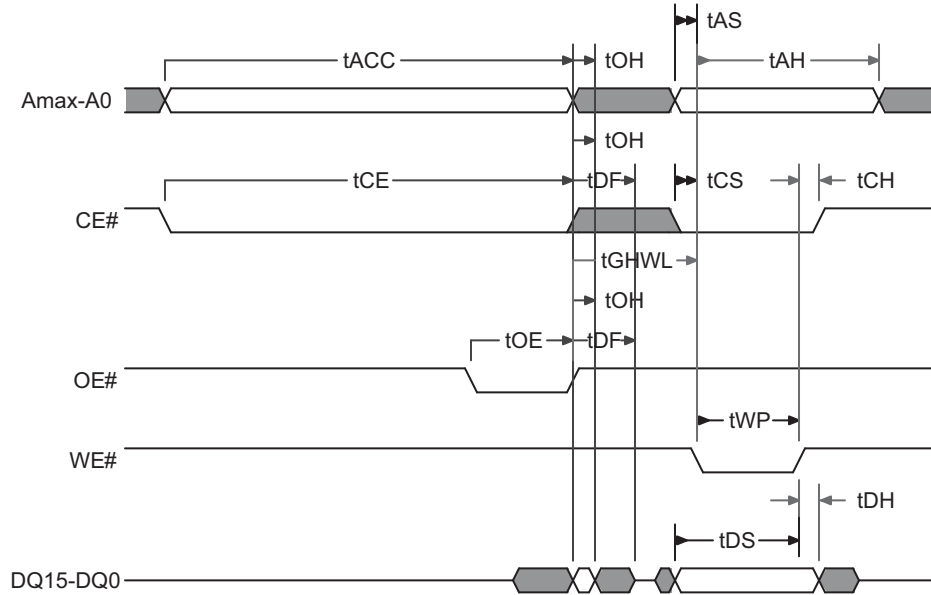 tAS
tACC tOH tAH
Amax-A0
tOH
tCE tDF tCS tCH
CE#
tGHWL
tOH
tOE tDF
OE#
tWP
WE#
tDH
tDS
DQ15-DQ0